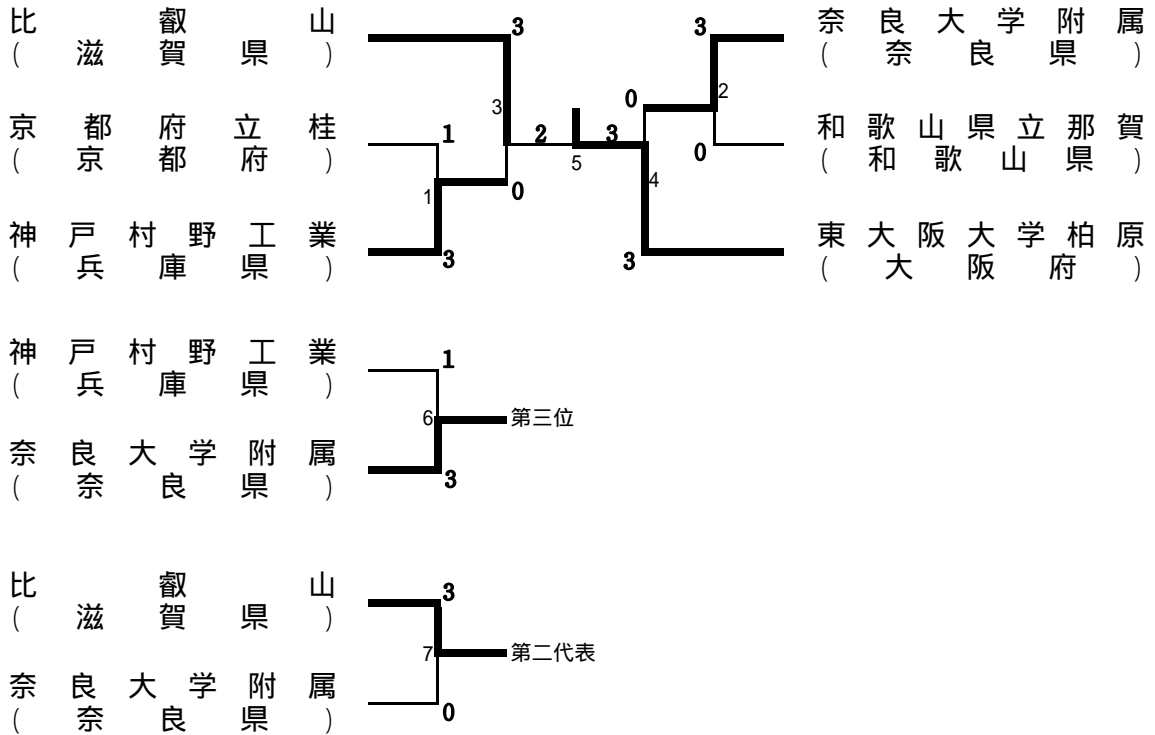 比叡山
(滋賀県)
京都府立桂
(京都府)
神戸村野工業
(兵庫県)
3
3
1
1
0
3
2
5
3
0
3
2
0
4
3
奈良大学附属
(奈良県)
和歌山県立那賀
(和歌山県)
東大阪大学柏原
(大阪府)
神戸村野工業
(兵庫県)
奈良大学附属
(奈良県)
1
6
第三位
3
比叡山
(滋賀県)
奈良大学附属
(奈良県)
3
7
第二代表
0